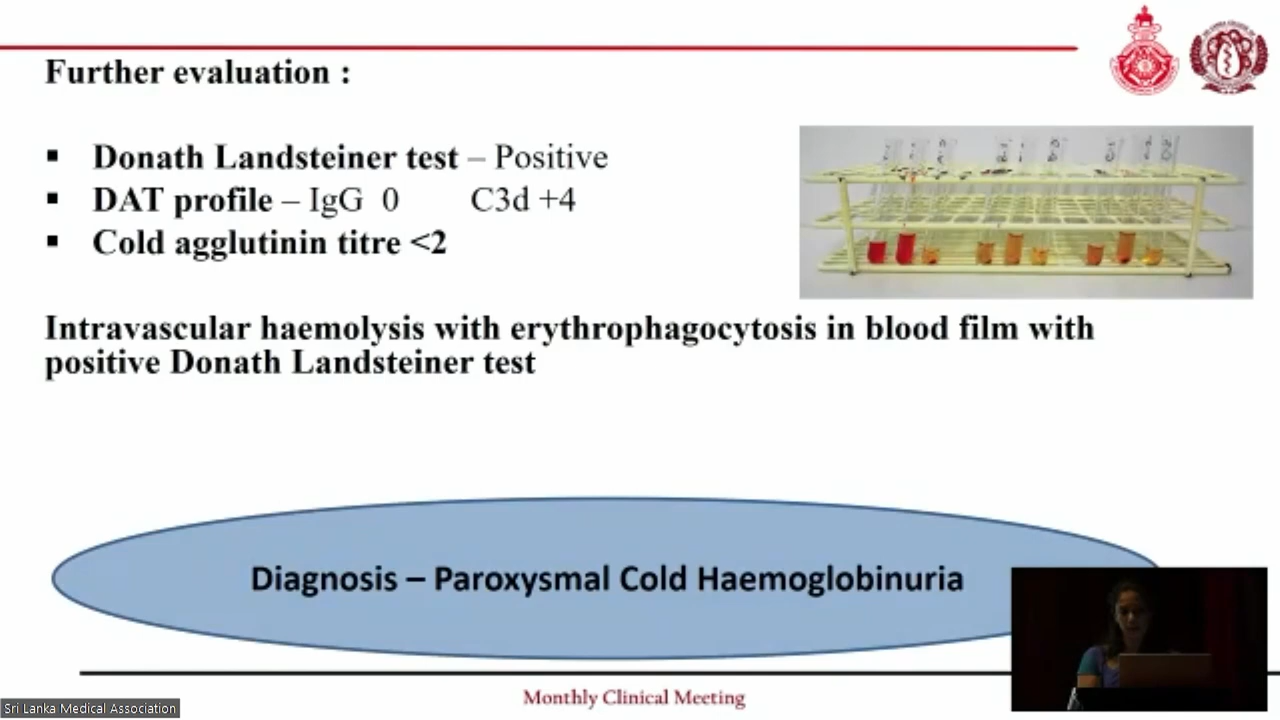 Further evaluation :
▪ Donath Landsteiner test – Positive
▪ DAT profile – IgG 0 C3d +4
▪ Cold agglutinin titre <2
Intravascular haemolysis with erythrophagocytosis in blood film with
positive Donath Landsteiner test
Diagnosis – Paroxysmal Cold Haemoglobinuria
Monthly Clinical Meeting
Sri Lanka Medical Association